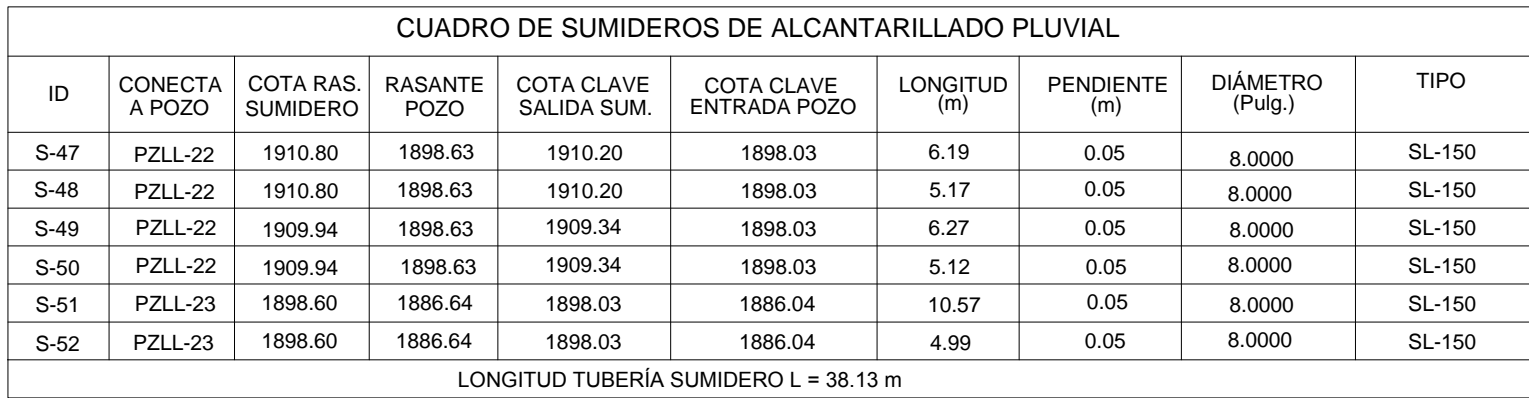 CUADRO DE SUMIDEROS DE ALCANTARILLADO PLUVIAL
ID CONECTA A POZO COTA RAS. SUMIDERO RASANTE POZO COTA CLAVE SALIDA SUM. COTA CLAVE ENTRADA POZO LONGITUD (m) PENDIENTE (m) DIÁMETRO (Pulg.) TIPO
S-47 PZLL-22 1910.80 1898.63 1910.20 1898.03 6.19 0.05 8.0000 SL-150
S-48 PZLL-22 1910.80 1898.63 1910.20 1898.03 5.17 0.05 8.0000 SL-150
S-49 PZLL-22 1909.94 1898.63 1909.34 1898.03 6.27 0.05 8.0000 SL-150
S-50 PZLL-22 1909.94 1898.63 1909.34 1898.03 5.12 0.05 8.0000 SL-150
S-51 PZLL-23 1898.60 1886.64 1898.03 1886.04 10.57 0.05 8.0000 SL-150
S-52 PZLL-23 1898.60 1886.64 1898.03 1886.04 4.99 0.05 8.0000 SL-150
LONGITUD TUBERÍA SUMIDERO L = 38.13 m